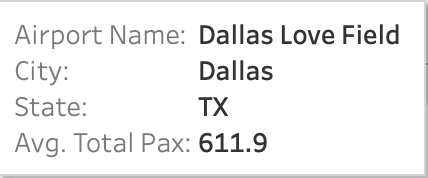 Airport Name: Dallas Love Field
City: Dallas
State: TX
Avg. Total Pax: 611.9